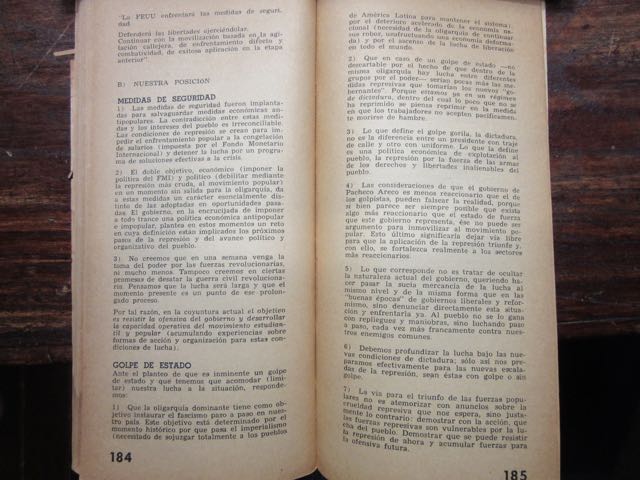 "La FEUU enfrentará las medidas de seguri-
dad
Defenderá las libertades ejerciéndolar.
Continuar con la movilización basada en la
agitación callejera, de enfrentamiento difecto y
combatividad, de exitosa aplicación en la etapa
anterior".
B) NUESTRA POSICION
MEDIDAS DE SEGURIDAD
1) Las medidas de seguridad fueron implanta-
das para salvaguardar medidas económicas an-
tipopulares. La contradicción entre estas medi-
das y los intereses del pueblo es irreconciliable.
Las condiciones de represión se crean para im-
pedir el enfrentamiento popular a la congelación
de salarios (impuesta por el Fondo Monetario
Internacional) y detener la lucha por un progra-
ma de soluciones efectivas a la crisis.
2) El doble objetivo, económico (imponer la
política del FMI) y político (debilitar mediante
la represión más cruda, al movimiento popular)
en un momento sin salida para la oligarquía, da
a estas medidas un carácter esencialmente dis-
tinto de las adoptadas en oportunidades pasa-
das. El gobierno, en la encrucijada de imponer
a todo trance una política económica antipopular
e impopular, plantea en estos momentos un reto
en cuya definición están implicados los próximos
pasos de la represión y del avance político y
organizativo del pueblo.
3) No creemos que en una semana venga la
toma del poder por las fuerzas revolucionarias,
ni mucho menos. Tampoco creemos en ciertas
promesas de desatar la guerra civil revoluciona-
ria. Pensamos que la lucha será larga y que el
momento presente es un punto de ese prolon-
gado proceso.
Por tal razón, en la coyuntura actual el objetivo
es resistir la ofensiva del gobierno y desarrollar
la capacidad operativa del movimiento estudian-
til y popular (acumulando experiencias sobre
formas de acción y organización para estas con-
diciones de lucha).
GOLPE DE ESTADO
Ante el planteo de que es inminente un golpe
de estado y que tenemos que acomodar (limi-
tar) nuestra lucha a la situación, responde-
mos:
1) Que la oligarquía dominante tiene como ob-
jetivo instaurar el fascismo paso a paso en nues-
tro país. Este objetivo está determinado por el
momento histórico por que pasa el imperialismo
(necesitado de sojuzgar totalmente a los pueblos
184
de América Latina para mantener el sistema);
por el deterioro acelerado de la economía na-
cional (necesidad de la oligarquía de continuar
sus robos, usufructuando una economía deforma-
da) y por el ascenso de la lucha de liberación
en todo el mundo.
2) Que en caso de un golpe de estado —no
descartable por el hecho de que dentro de la
misma oligarquía hay lucha entre diferentes
grupos por el poder— serían pocas más las me-
didas represivas que tomarían los nuevos "go-
bernantes". Porque estamos ya en un régimen
de dictadura, dentro del cual lo poco que no se
ha reprimido se piensa reprimir en la medida
en que los trabajadores no acepten pacíficamen-
te morirse de hambre.
3) Lo que define el golpe gorila, la dictadura,
no es la diferencia entre un presidente con traje
de calle y otro con uniforme. Lo que la define
es una política económica de explotación al
pueblo, la represión por la fuerza de las armas
de los derechos y libertades inalienables del
pueblo.
4) Las consideraciones de que el gobierno de
Pacheco Areco es menos reaccionario que el de
los golpistas, pueden falsear la realidad, porque
si bien parece ser siempre posible que exista
algo más reaccionario que el estado de fuerza
que este gobierno representa, ése no puede ser
argumento para inmovilizar al movimiento po-
pular. Esto último significaría dejar vía libre
para que la aplicación de la represión triunfe y,
con ello, se fortalezca realmente a los sectores
más reaccionarios.
5) Lo que corresponde no es tratar de ocultar
la naturaleza actual del gobierno, queriendo ha-
cer pasar la sucia mercancía de la lucha al
mismo nivel y de la misma forma que en las
"buenas épocas" de gobiernos liberales y refor-
mistas, sino denunciar directamente esta situa-
ción y enfrentarla ya. Al pueblo no se lo gana
con repliegues y maniobras, sino luchando paso
a paso, cada vez más francamente contra nues-
tros enemigos comunes.
6) Debemos profundizar la lucha bajo las nue-
vas condiciones de dictadura; sólo así nos pre-
paramos efectivamente para las nuevas escala-
das de la represión, sean éstas con golpe o sin
golpe.
7) La vía para el triunfo de las fuerzas popu-
lares no es atemorizar con anuncios sobre la
crueldad represiva que nos espera, sino justa-
mente lo contrario: demostrar con la acción, que
las fuerzas represivas son vulnerables por la lu-
cha del pueblo. Demostrar que se puede resistir
la represión de ahora y acumular fuerzas para
la ofensiva futura.
185